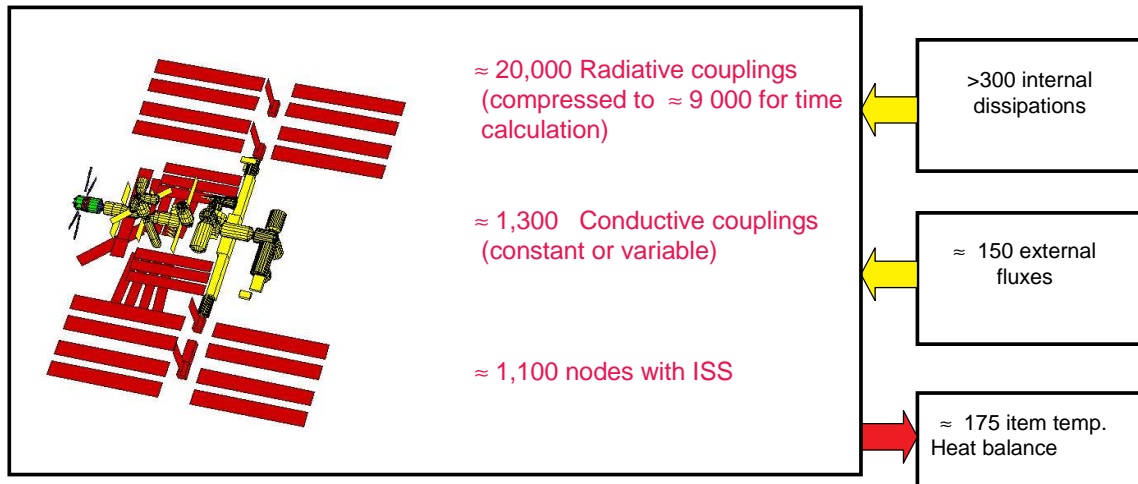 ≈ 20,000 Radiative couplings
(compressed to ≈ 9 000 for time
calculation)
≈ 1,300 Conductive couplings
(constant or variable)
≈ 1,100 nodes with ISS
>300 internal
dissipations
≈ 150 external
fluxes
≈ 175 item temp.
Heat balance